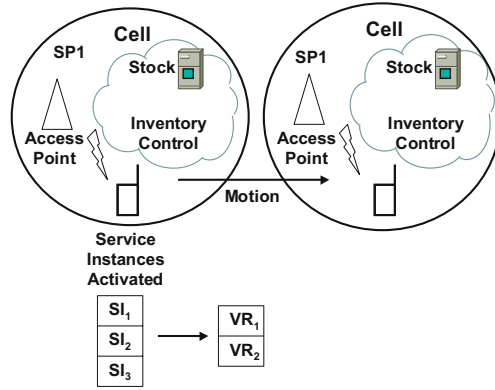 Cell
SP1
Stock
Access
Point
Inventory
Control
Motion
Cell
SP1
Stock
Access
Point
Inventory
Control
Service
Instances
Activated
SI₁
SI₂
SI₃
VR₁
VR₂